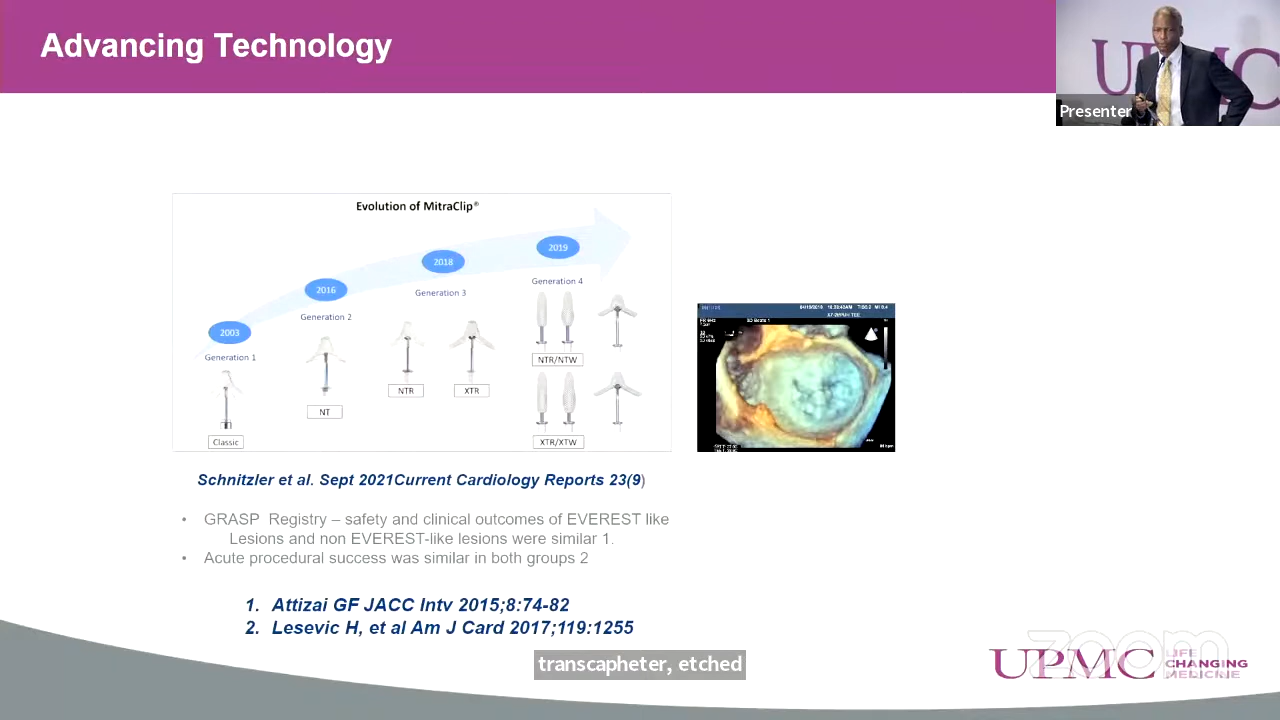 Advancing Technology
UPMC
Presenter
Evolution of MitraClip®
2003
Generation 1
Classic
2016
Generation 2
NT
2018
Generation 3
NTR
XTR
2019
Generation 4
NTR/NTW
XTR/XTW
Schnitzler et al. Sept 2021Current Cardiology Reports 23(9)
• GRASP Registry – safety and clinical outcomes of EVEREST like
Lesions and non EVEREST-like lesions were similar 1.
• Acute procedural success was similar in both groups 2
1. Attizai GF JACC Intv 2015;8:74-82
2. Lesevic H, et al Am J Card 2017;119:1255
transcapheter, etched
zoom
UPMC
LIFE
CHANGING
MEDICINE